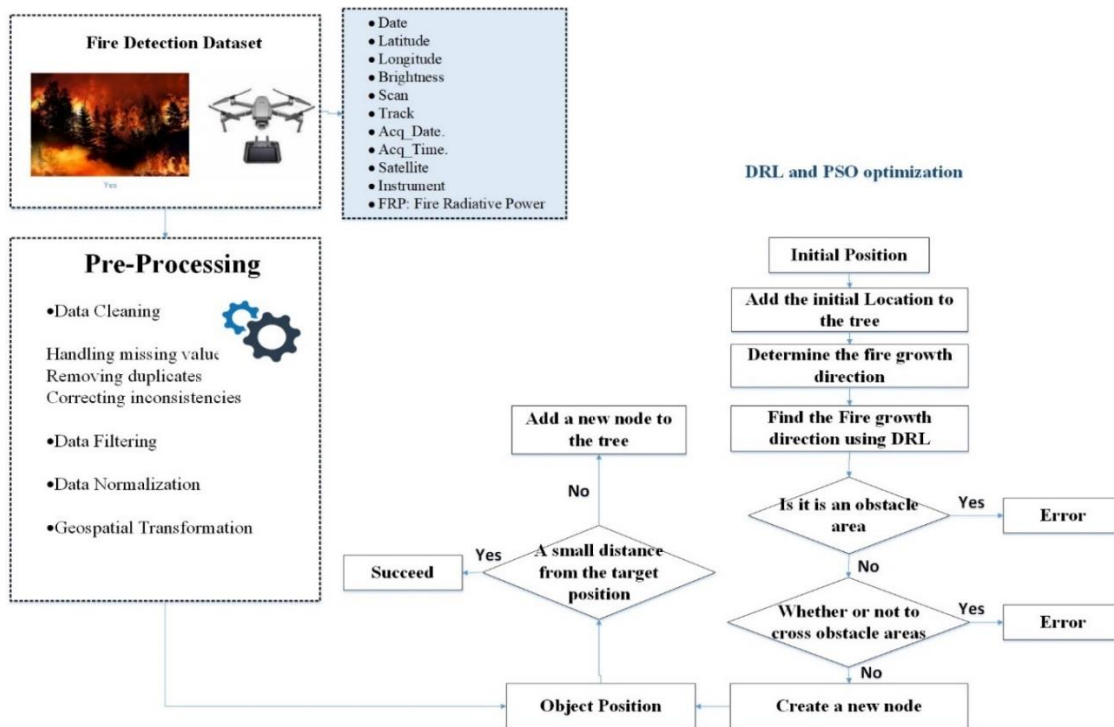 Fire Detection Dataset
Yes
• Date
• Latitude
• Longitude
• Brightness
• Scan
• Track
• Acq_Date.
• Acq_Time.
• Satellite
• Instrument
• FRP: Fire Radiative Power
Pre-Processing
•Data Cleaning
Handling missing value
Removing duplicates
Correcting inconsistencies
•Data Filtering
•Data Normalization
•Geospatial Transformation
DRL and PSO optimization
Initial Position
Add the initial Location to
the tree
Determine the fire growth
direction
Find the Fire growth
direction using DRL
Is it is an obstacle
area
Yes
Error
No
Whether or not to
cross obstacle areas
Yes
Error
No
Create a new node
Object Position
A small distance
from the target
position
Yes
Succeed
No
Add a new node to
the tree